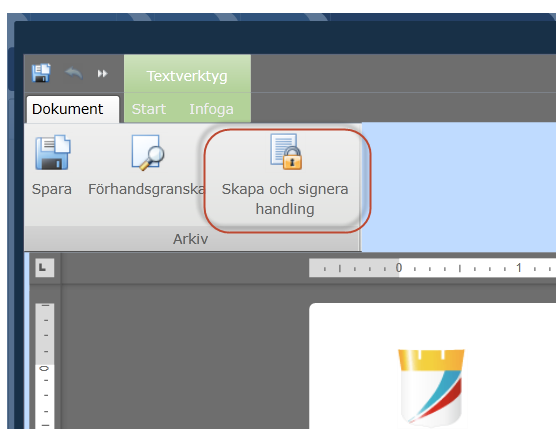 Textverktyg
Dokument Start Infoga
Spara Förhandsgranska Skapa och signera
handling
Arkiv
L
0 1
0